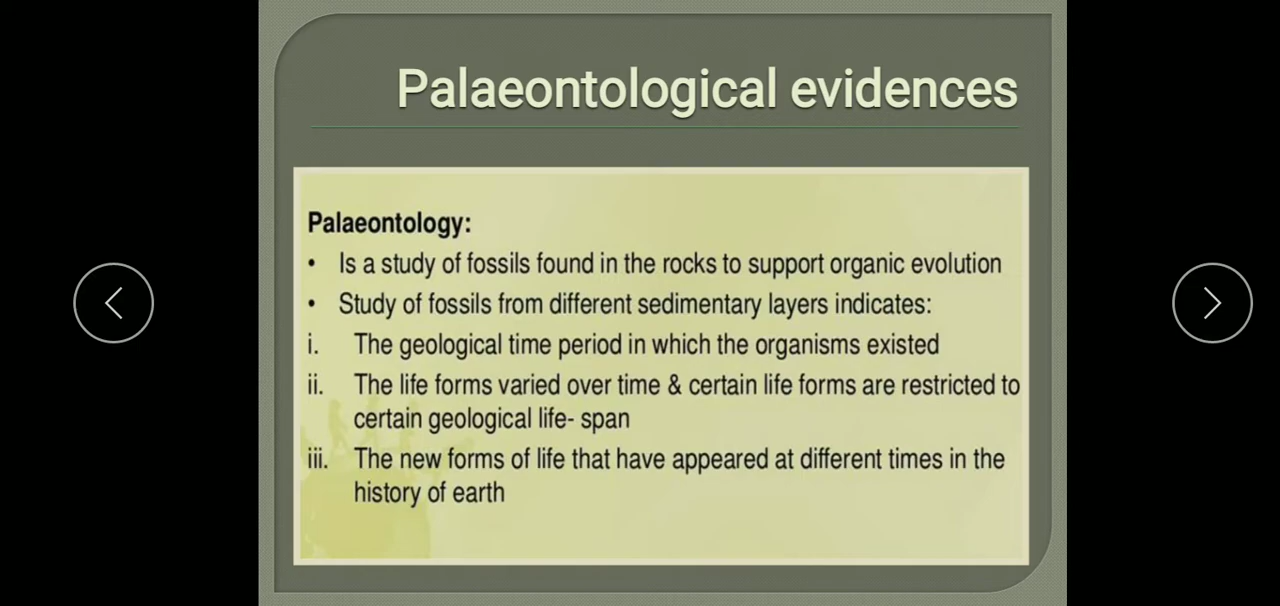 Palaeontological evidences
Palaeontology:
• Is a study of fossils found in the rocks to support organic evolution
• Study of fossils from different sedimentary layers indicates:
i. The geological time period in which the organisms existed
ii. The life forms varied over time & certain life forms are restricted to
certain geological life- span
iii. The new forms of life that have appeared at different times in the
history of earth